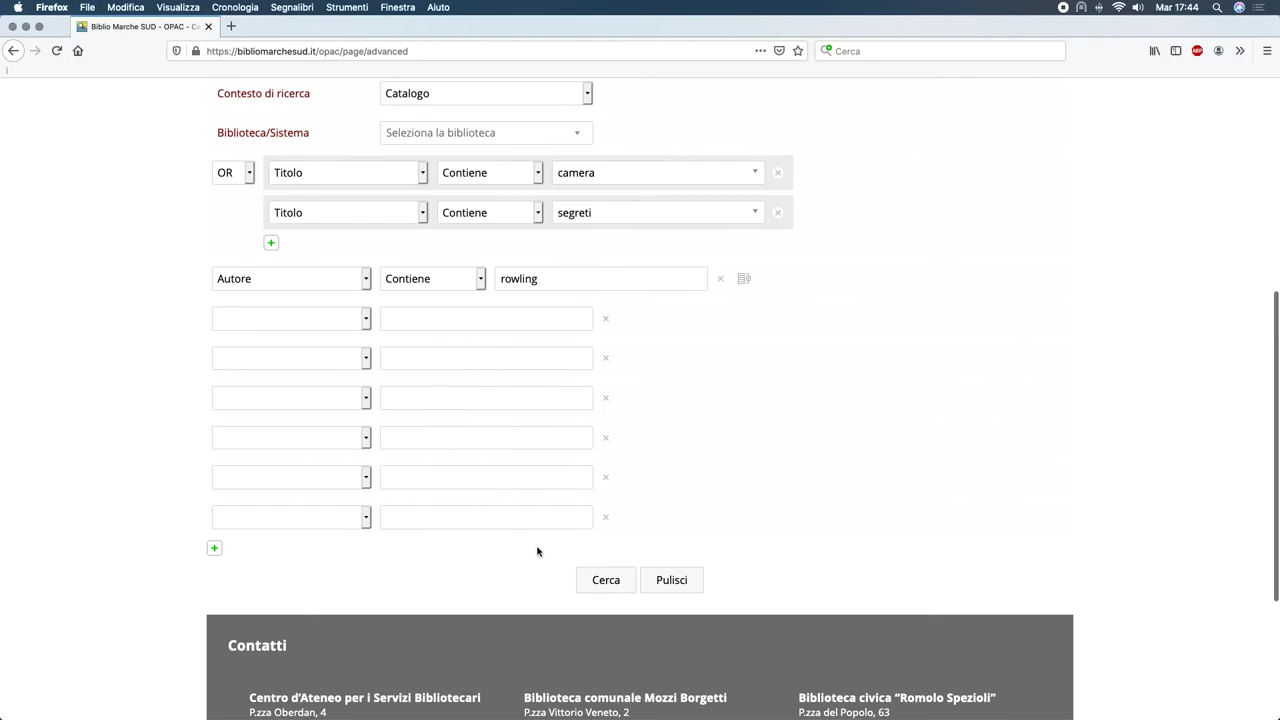 Firefox File Modifica Visualizza Cronologia Segnalibri Strumenti Finestra Aiuto Mar 17:44
Biblio Marche SUD - OPAC - Ca
https://bibliomarchesud.it/opac/page/advanced Cerca ABP
Contesto di ricerca Catalogo
Biblioteca/Sistema Seleziona la biblioteca
OR Titolo Contiene camera
Titolo Contiene segreti
Autore Contiene rowling
Cerca Pulisci
Contatti
Centro d’Ateneo per i Servizi Bibliotecari Biblioteca comunale Mozzi Borgetti Biblioteca civica “Romolo Spezioli”
P.zza Oberdan, 4 P.zza Vittorio Veneto, 2 P.zza del Popolo, 63